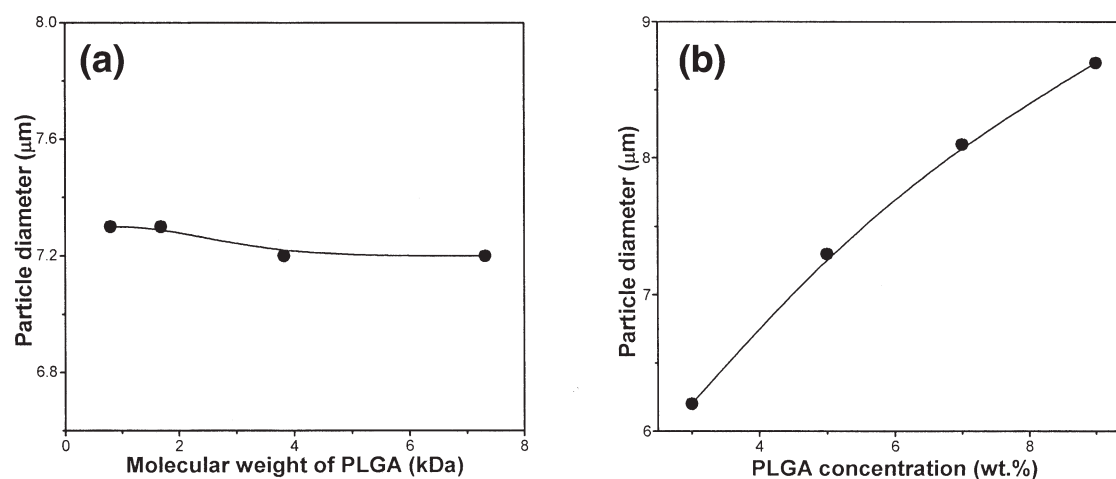 (a)
8.0
7.6
7.2
6.8
0 2 4 6 8
Particle diameter (μm)
Molecular weight of PLGA (kDa)
(b)
9
8
7
6
4 6 8
Particle diameter (μm)
PLGA concentration (wt.%)